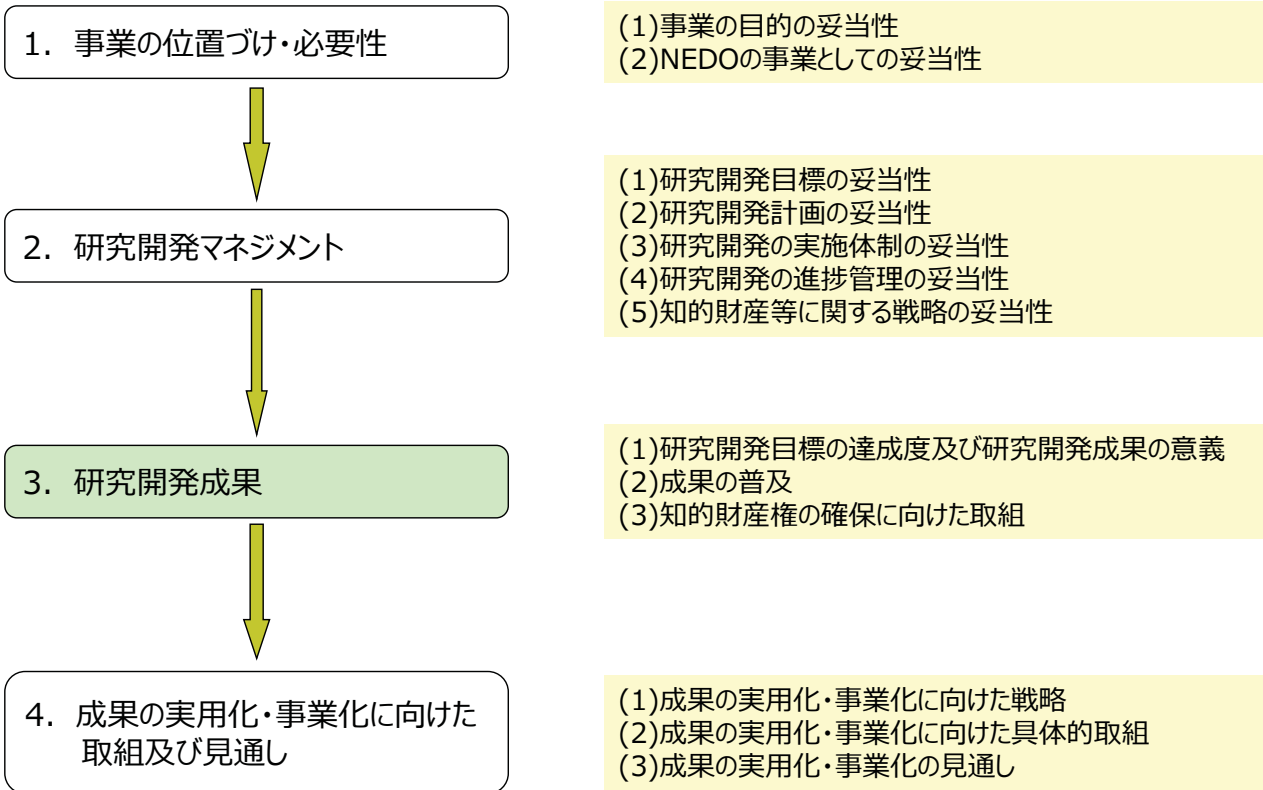 1. 事業の位置づけ・必要性
(1)事業の目的の妥当性
(2)NEDOの事業としての妥当性
2. 研究開発マネジメント
(1)研究開発目標の妥当性
(2)研究開発計画の妥当性
(3)研究開発の実施体制の妥当性
(4)研究開発の進捗管理の妥当性
(5)知的財産等に関する戦略の妥当性
3. 研究開発成果
(1)研究開発目標の達成度及び研究開発成果の意義
(2)成果の普及
(3)知的財産権の確保に向けた取組
4. 成果の実用化・事業化に向けた
取組及び見通し
(1)成果の実用化・事業化に向けた戦略
(2)成果の実用化・事業化に向けた具体的取組
(3)成果の実用化・事業化の見通し